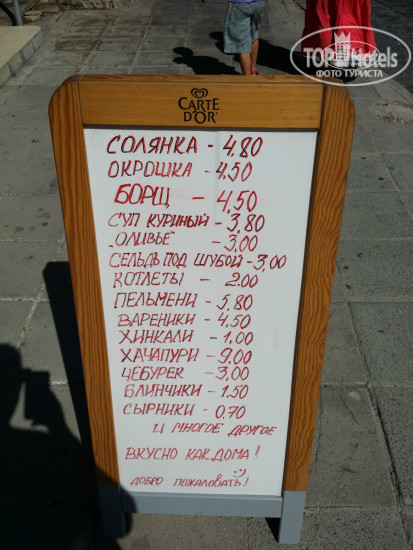 TOP Hotels
ФОТО ТУРИСТА
CARTE
D'OR
СОЛЯНКА - 4,80
ОКРОШКА - 4,50
БОРЩ - 4,50
СУП КУРИНЫЙ - 3,80
„ОЛИВЬЕ" - 3,00
СЕЛЬДЬ ПОД ШУБОЙ - 3,00
КОТЛЕТЫ - 2.00
ПЕЛЬМЕНИ - 5,80
ВАРЕНИКИ - 4,50
ХИНКАЛИ - 1,00
ХАЧАПУРИ - 9,00
ЧЕБУРЕК - 3,00
БЛИНЧИКИ - 1.50
СЫРНИКИ - 0.70
И МНОГОЕ ДРУГОЕ
ВКУСНО КАК ДОМА!
ДОБРО ПОЖАЛОВАТЬ!